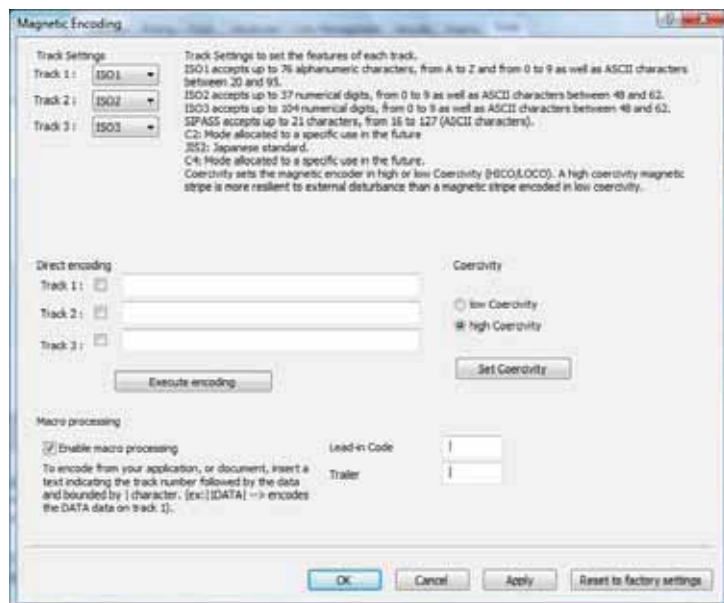 Magnetic Encoding
Track Settings
Track 1 : ISO1
Track 2 : ISO2
Track 3 : ISO3
Track Settings to set the features of each track.
ISO1 accepts up to 76 alphanumeric characters, from A to Z and from 0 to 9 as well as ASCII characters
between 20 and 95.
ISO2 accepts up to 37 numerical digits, from 0 to 9 as well as ASCII characters between 48 and 62.
ISO3 accepts up to 104 numerical digits, from 0 to 9 as well as ASCII characters between 48 and 62.
SIPASS accepts up to 21 characters, from 16 to 127 (ASCII characters).
C2: Mode allocated to a specific use in the future
JIS2: Japanese standard.
C4: Mode allocated to a specific use in the future.
Coercivity sets the magnetic encoder in high or low Coercivity (HICO/LOCO). A high coercivity magnetic
stripe is more resilient to external disturbance than a magnetic stripe encoded in low coercivity.
Direct encoding
Track 1 :
Track 2 :
Track 3 :
Execute encoding
Coercivity
low Coercivity
high Coercivity
Set Coercivity
Macro processing
Enable macro processing
To encode from your application, or document, insert a
text indicating the track number followed by the data
and bounded by | character. (ex:|1DATA| --> encodes
the DATA data on track 1).
Lead-in Code |
Trailer |
OK Cancel Apply Reset to factory settings